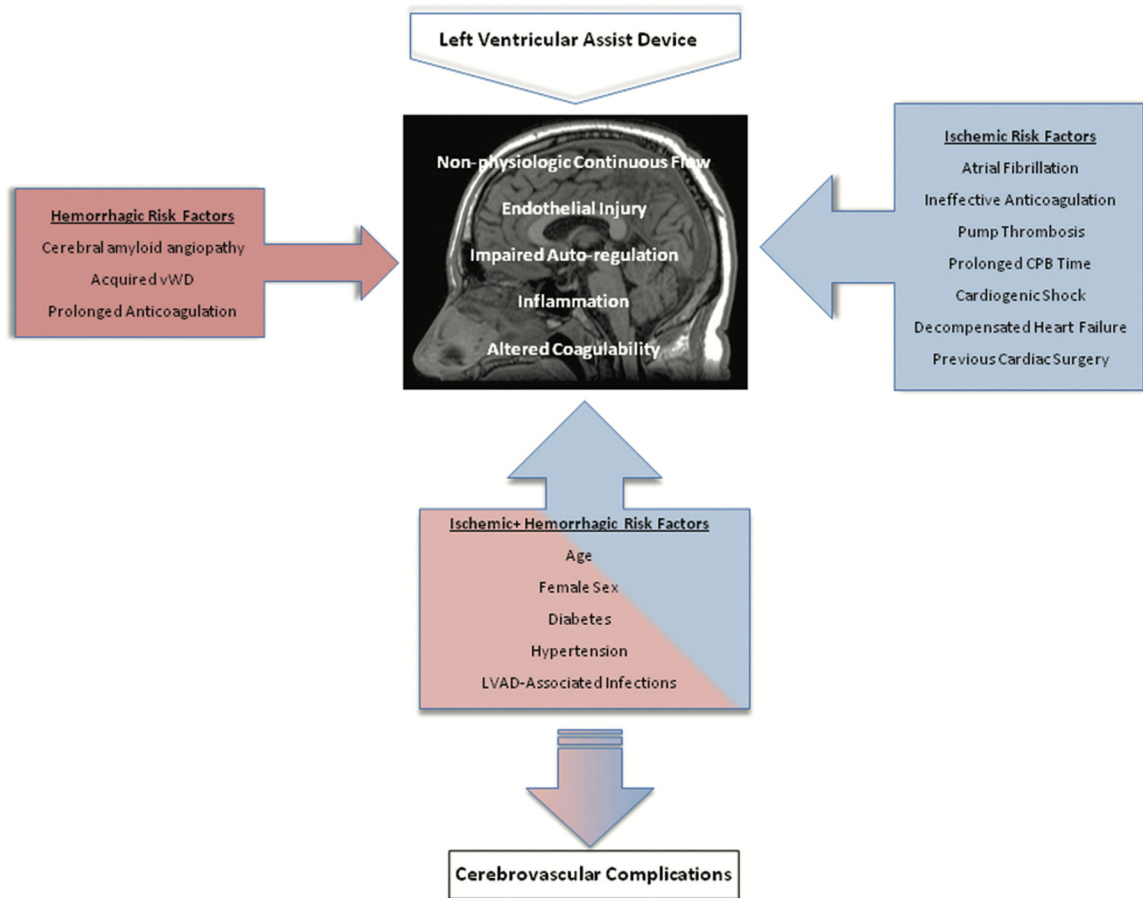 Left Ventricular Assist Device
Non-physiologic Continuous Flow
Endothelial Injury
Impaired Auto-regulation
Inflammation
Altered Coagulability
Hemorrhagic Risk Factors
Cerebral amyloid angiopathy
Acquired vWD
Prolonged Anticoagulation
Ischemic Risk Factors
Atrial Fibrillation
Ineffective Anticoagulation
Pump Thrombosis
Prolonged CPB Time
Cardiogenic Shock
Decompensated Heart Failure
Previous Cardiac Surgery
Ischemic+ Hemorrhagic Risk Factors
Age
Female Sex
Diabetes
Hypertension
LVAD-Associated Infections
Cerebrovascular Complications